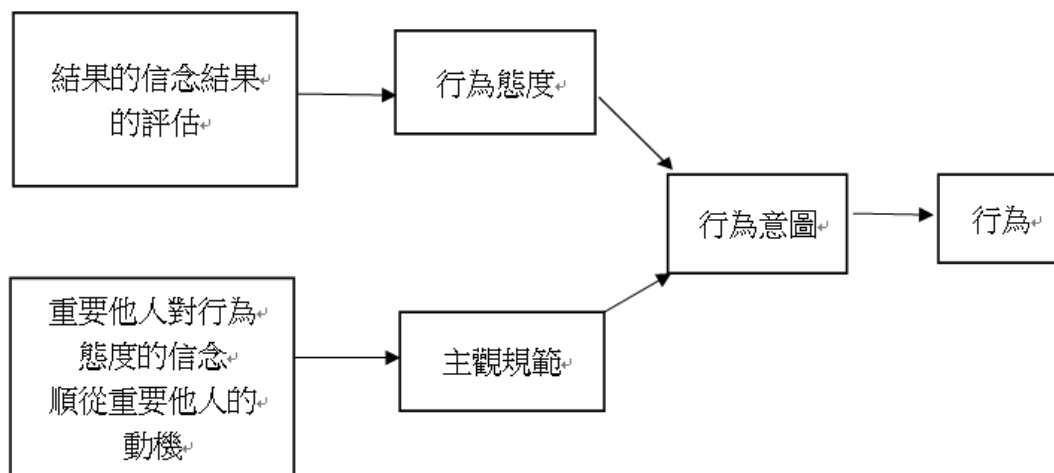 結果的信念結果
的評估
行為態度
行為意圖
行為
重要他人對行為
態度的信念
順從重要他人的
動機
主觀規範